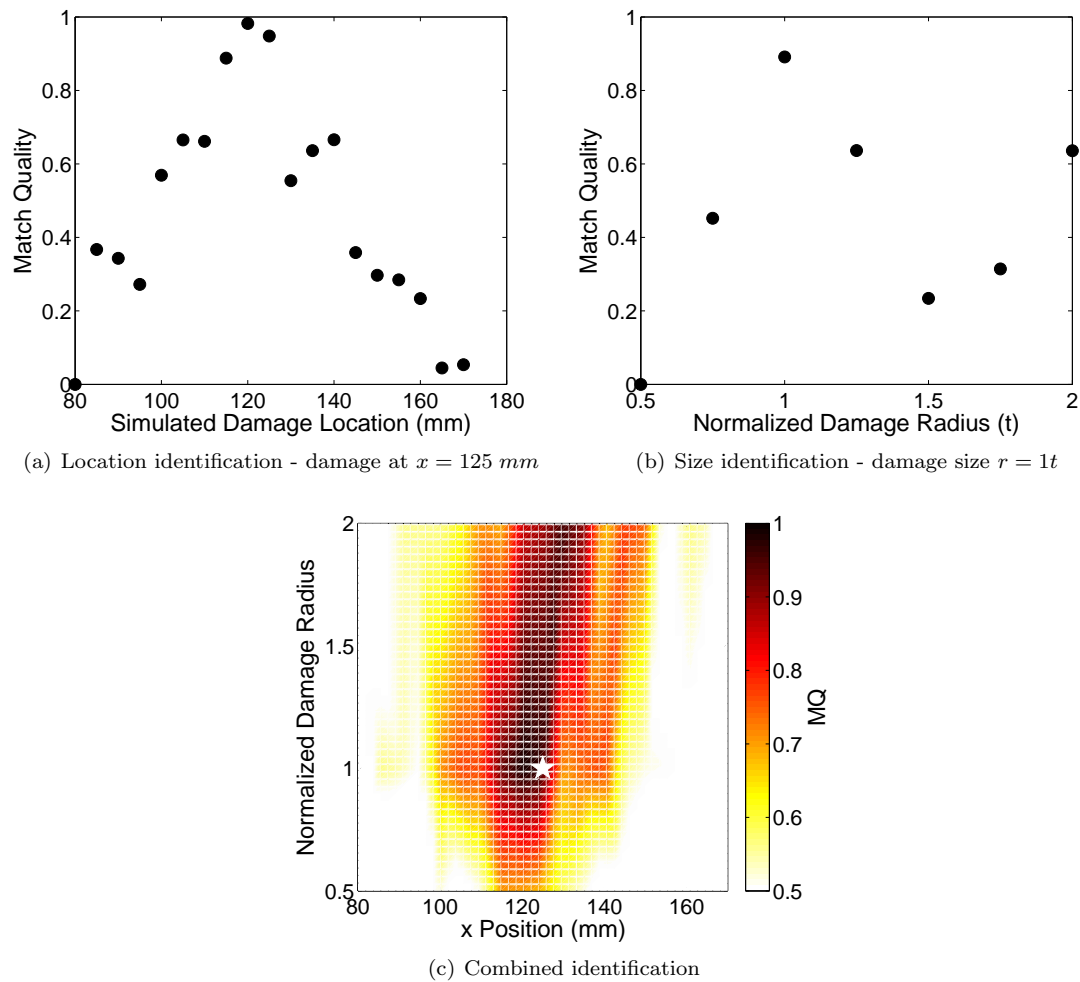 1
0.8
0.6
0.4
0.2
0
80 100 120 140 160 180
Match Quality
Simulated Damage Location (mm)
(a) Location identification - damage at x = 125 mm
1
0.8
0.6
0.4
0.2
0
0.5 1 1.5 2
Match Quality
Normalized Damage Radius (t)
(b) Size identification - damage size r = 1t
2
1.5
1
0.5
80 100 120 140 160
Normalized Damage Radius
x Position (mm)
1
0.9
0.8
0.7
0.6
0.5
MQ
(c) Combined identification